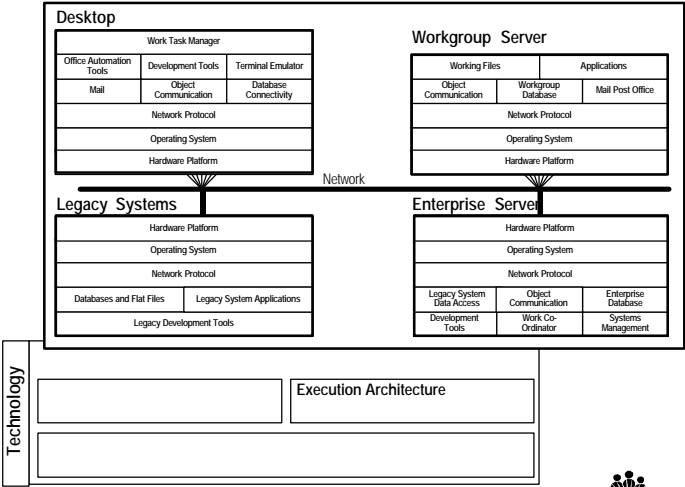 Desktop
Work Task Manager
Office Automation
Tools
Development Tools
Terminal Emulator
Mail
Object
Communication
Database
Connectivity
Network Protocol
Operating System
Hardware Platform
Workgroup Server
Working Files
Applications
Object
Communication
Workgroup
Database
Mail Post Office
Network Protocol
Operating System
Hardware Platform
Network
Legacy Systems
Hardware Platform
Operating System
Network Protocol
Databases and Flat Files
Legacy System Applications
Legacy Development Tools
Enterprise Server
Hardware Platform
Operating System
Network Protocol
Legacy System
Data Access
Object
Communication
Enterprise
Database
Development
Tools
Work Co-
Ordinator
Systems
Management
Technology
Execution Architecture